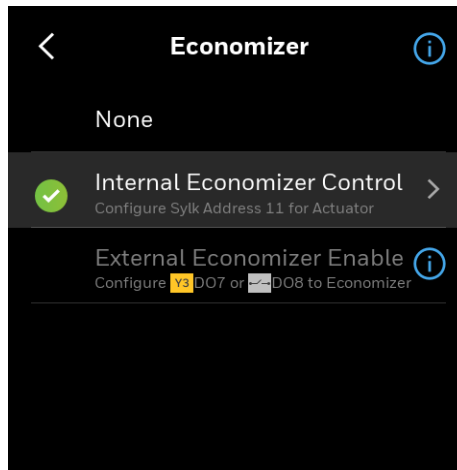 Economizer
None
Internal Economizer Control
Configure Sylk Address 11 for Actuator
External Economizer Enable
Configure Y3 DO7 or DO8 to Economizer